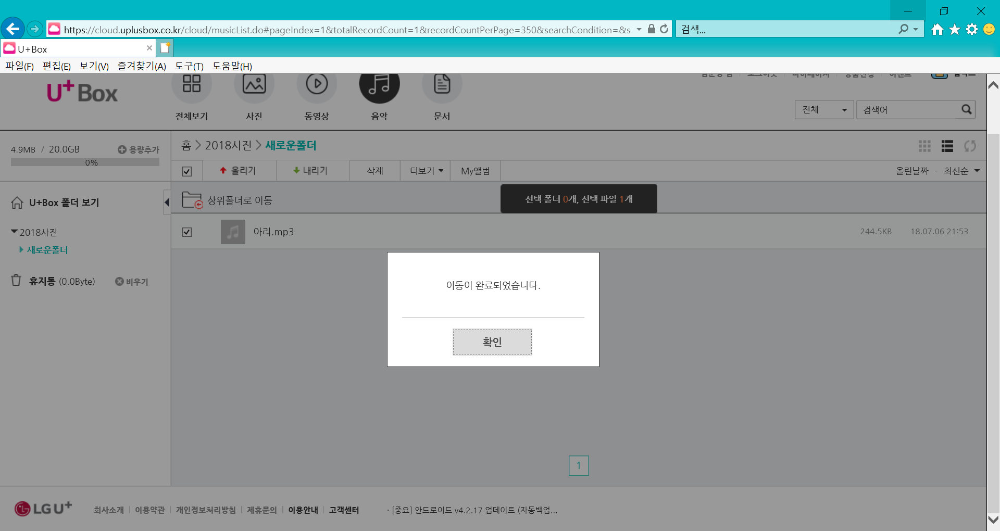 https://cloud.uplusbox.co.kr/cloud/musicList.do#pageIndex=1&totalRecordCount=1&recordCountPerPage=350&searchCondition=&s
검색...
U+Box
파일(F) 편집(E) 보기(V) 즐겨찾기(A) 도구(T) 도움말(H)
U+ Box
전체보기 사진 동영상 음악 문서
전체 검색어
4.9MB / 20.0GB 용량추가
0%
홈 > 2018사진 > 새로운폴더
올리기 내리기 삭제 더보기 My앨범 올린날짜 - 최신순
U+Box 폴더 보기
상위폴더로 이동
선택 폴더 0개, 선택 파일 1개
2018사진
새로운폴더
아리.mp3 244.5KB 18.07.06 21:53
휴지통 (0.0Byte) 비우기
이동이 완료되었습니다.
확인
1
LG U+ 회사소개 이용약관 개인정보처리방침 제휴문의 이용안내 고객센터 - [중요] 안드로이드 v4.2.17 업데이트 (자동백업...